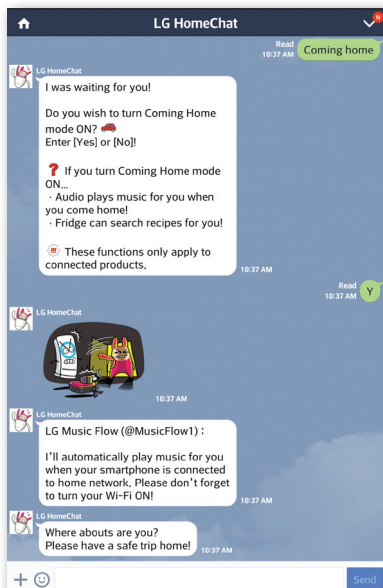 LG HomeChat
N
Read
10:37 AM
Coming home
LG HomeChat
I was waiting for you!
Do you wish to turn Coming Home
mode ON?
Enter [Yes] or [No]!
? If you turn Coming Home mode
ON...
· Audio plays music for you when
you come home!
· Fridge can search recipes for you!
!!! These functions only apply to
connected products.
10:37 AM
Read
10:37 AM
Y
LG HomeChat
10:37 AM
LG HomeChat
LG Music Flow (@MusicFlow1) :
I'll automatically play music for you
when your smartphone is connected
to home network. Please don't forget
to turn your Wi-Fi ON!
10:37 AM
LG HomeChat
Where abouts are you?
Please have a safe trip home!
10:37 AM
Send